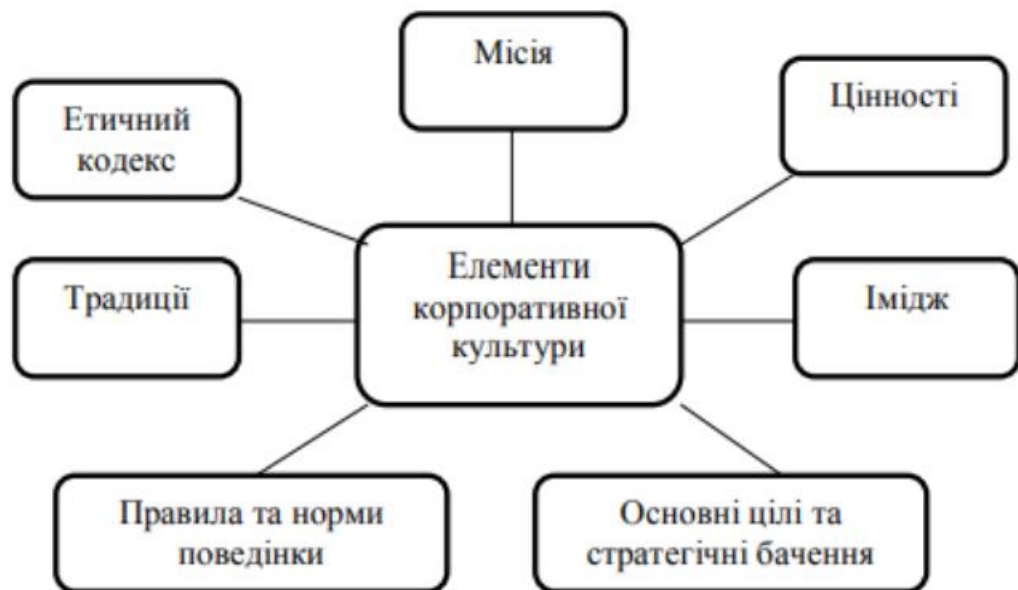 Місія
Цінності
Етичний
кодекс
Елементи
корпоративної
культури
Традиції
Імідж
Правила та норми
поведінки
Основні цілі та
стратегічні бачення